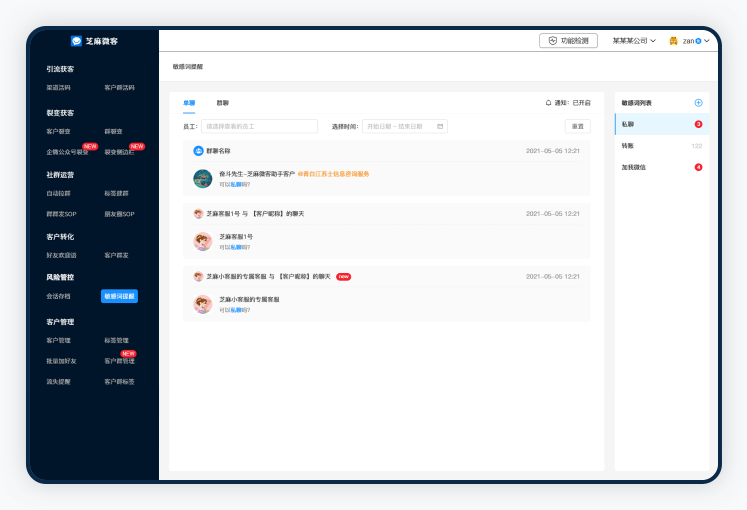 芝麻微客
功能检测
某某某公司
zan
引流获客
渠道活码
客户群活码
裂变获客
客户裂变
群裂变
企微公众号裂变
NEW
裂变侧边栏
NEW
社群运营
自动拉群
标签建群
群群发SOP
朋友圈SOP
客户转化
好友欢迎语
客户群发
风险管控
会话存档
敏感词提醒
客户管理
客户管理
标签管理
批量加好友
客户群管理
NEW
流失提醒
客户群标签
敏感词提醒
单聊
群聊
通知：已开启
员工：
请选择查看的员工
选择时间：
开始日期 ~ 结束日期
重置
群聊名称
2021-05-05 12:21
奋斗先生-芝麻微客助手客户 @青白江苏士信息咨询服务
可以私聊吗?
芝麻客服1号 与 【客户昵称】的聊天
2021-05-05 12:21
芝麻客服1号
可以私聊吗?
芝麻小客服的专属客服 与 【客户昵称】的聊天
new
2021-05-05 12:21
芝麻小客服的专属客服
可以私聊吗?
敏感词列表
私聊
3
转账
122
加我微信
4